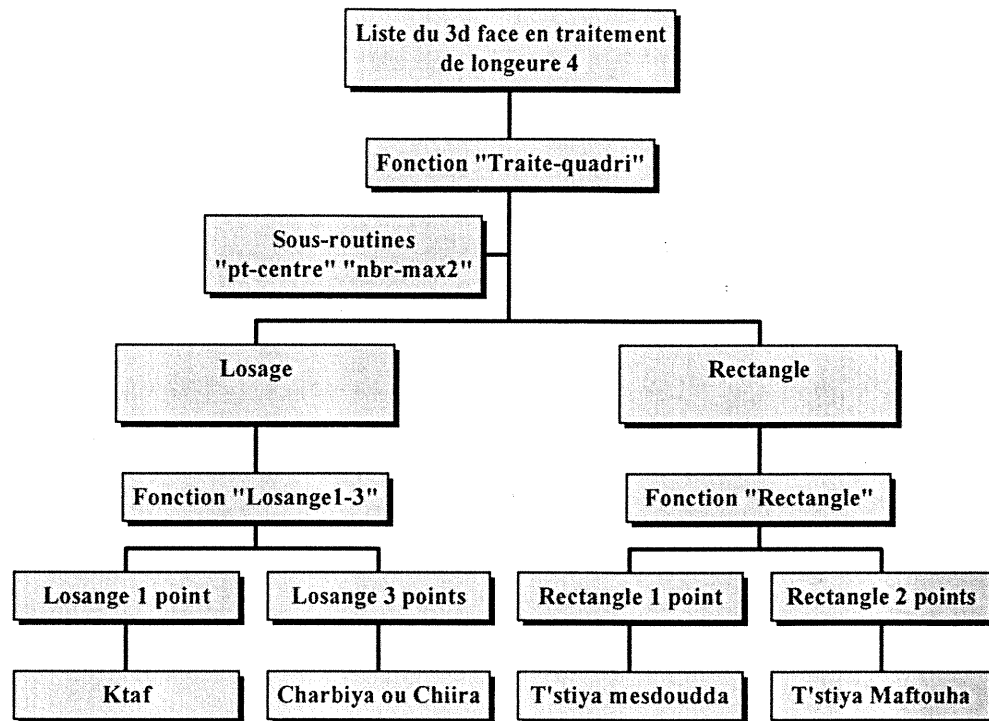 Liste du 3d face en traitement
de longeure 4
Fonction "Traite-quadri"
Sous-routines
"pt-centre" "nbr-max2"
Losage
Rectangle
Fonction "Losange1-3"
Fonction "Rectangle"
Losange 1 point
Losange 3 points
Rectangle 1 point
Rectangle 2 points
Ktaf
Charbiya ou Chiira
T'stiya mesdoudda
T'stiya Maftouha